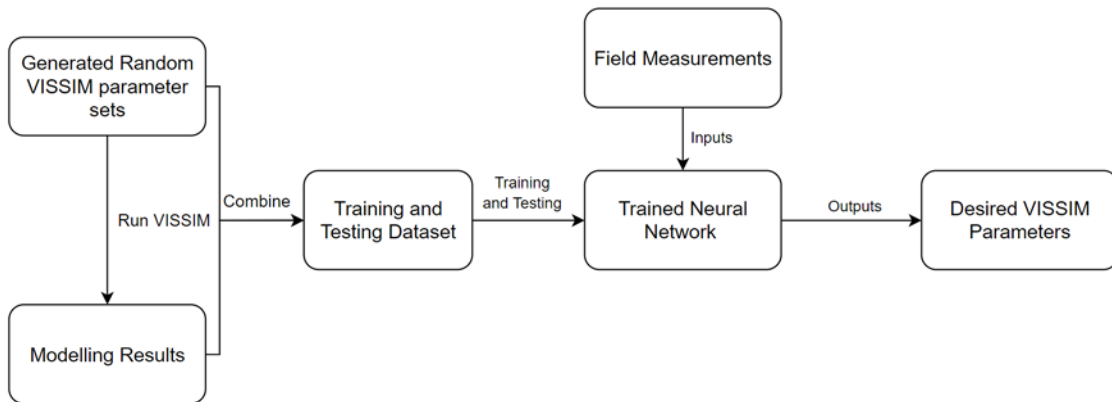 Generated Random
VISSIM parameter
sets
Field Measurements
Inputs
Run VISSIM
Combine
Training and
Testing Dataset
Training
and Testing
Trained Neural
Network
Outputs
Desired VISSIM
Parameters
Modelling Results